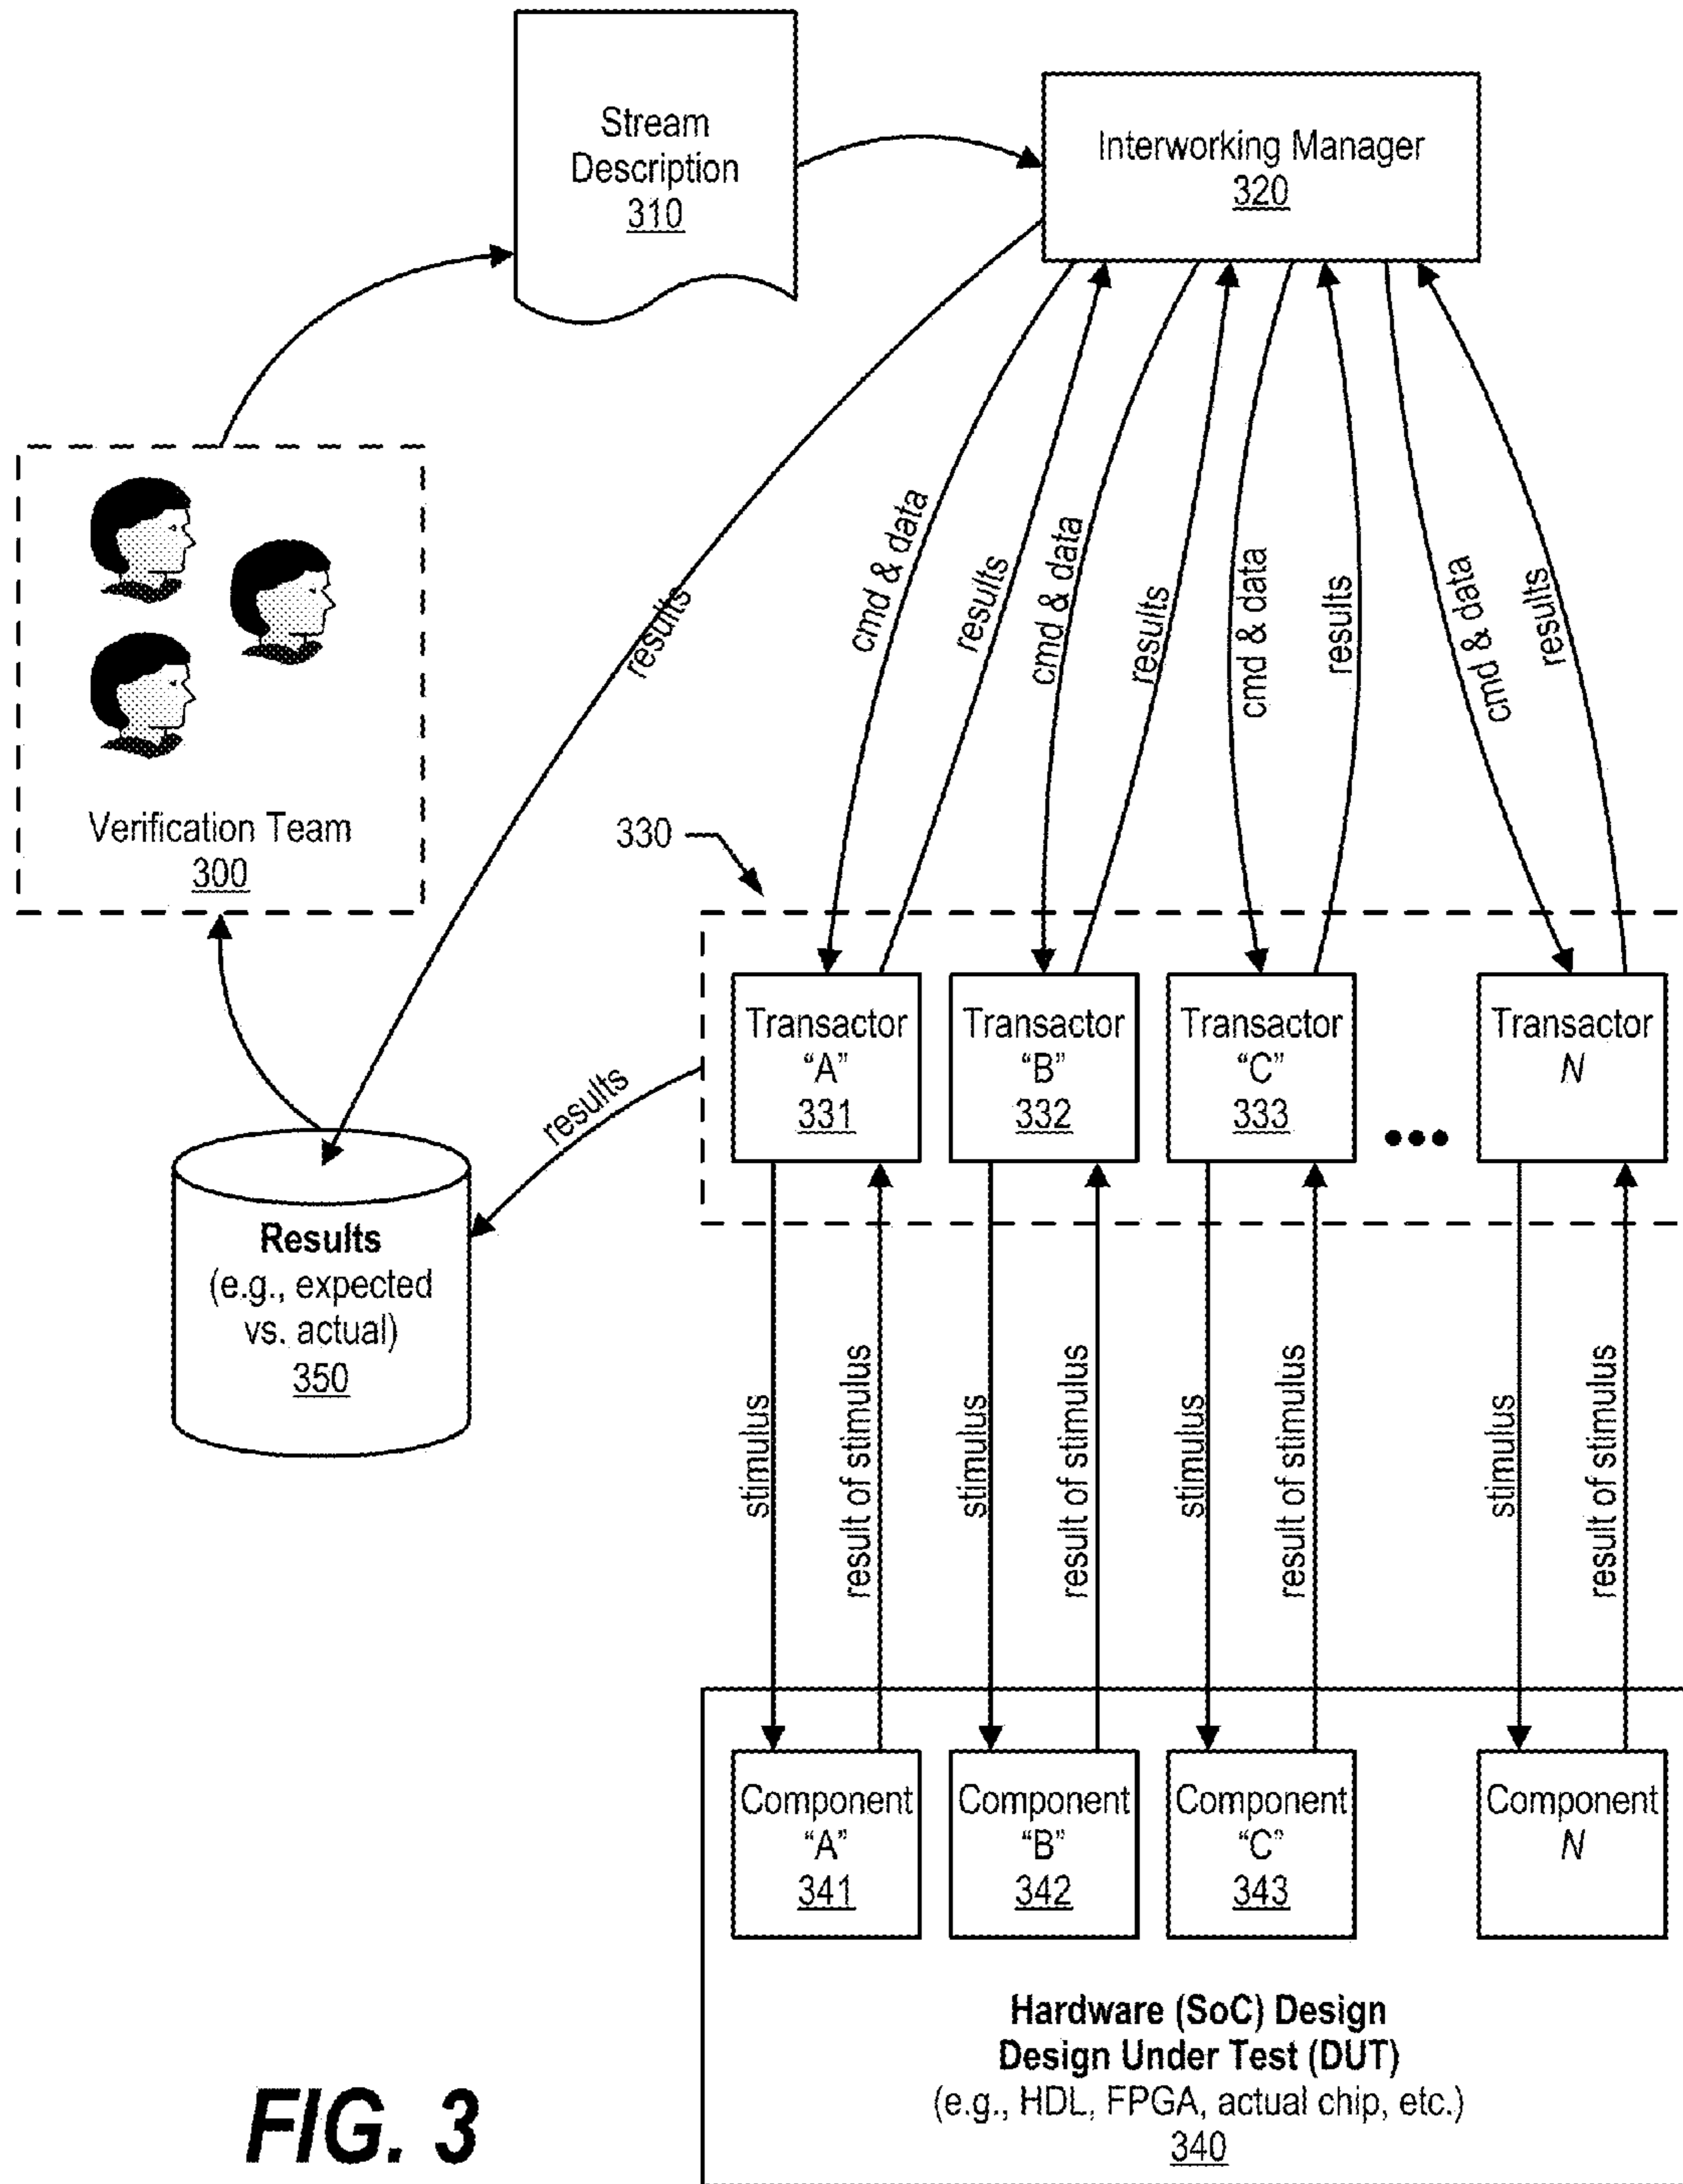 Stream
Description
310
Interworking Manager
320
Verification Team
300
results
cmd & data
results
cmd & data
results
cmd & data
results
cmd & data
results
330
Transactor
“A”
331
Transactor
“B”
332
Transactor
“C”
333
•••
Transactor
N
results
Results
(e.g., expected
vs. actual)
350
stimulus
result of stimulus
stimulus
result of stimulus
stimulus
result of stimulus
stimulus
result of stimulus
Component
“A”
341
Component
“B”
342
Component
“C”
343
Component
N
Hardware (SoC) Design
Design Under Test (DUT)
(e.g., HDL, FPGA, actual chip, etc.)
340
FIG. 3